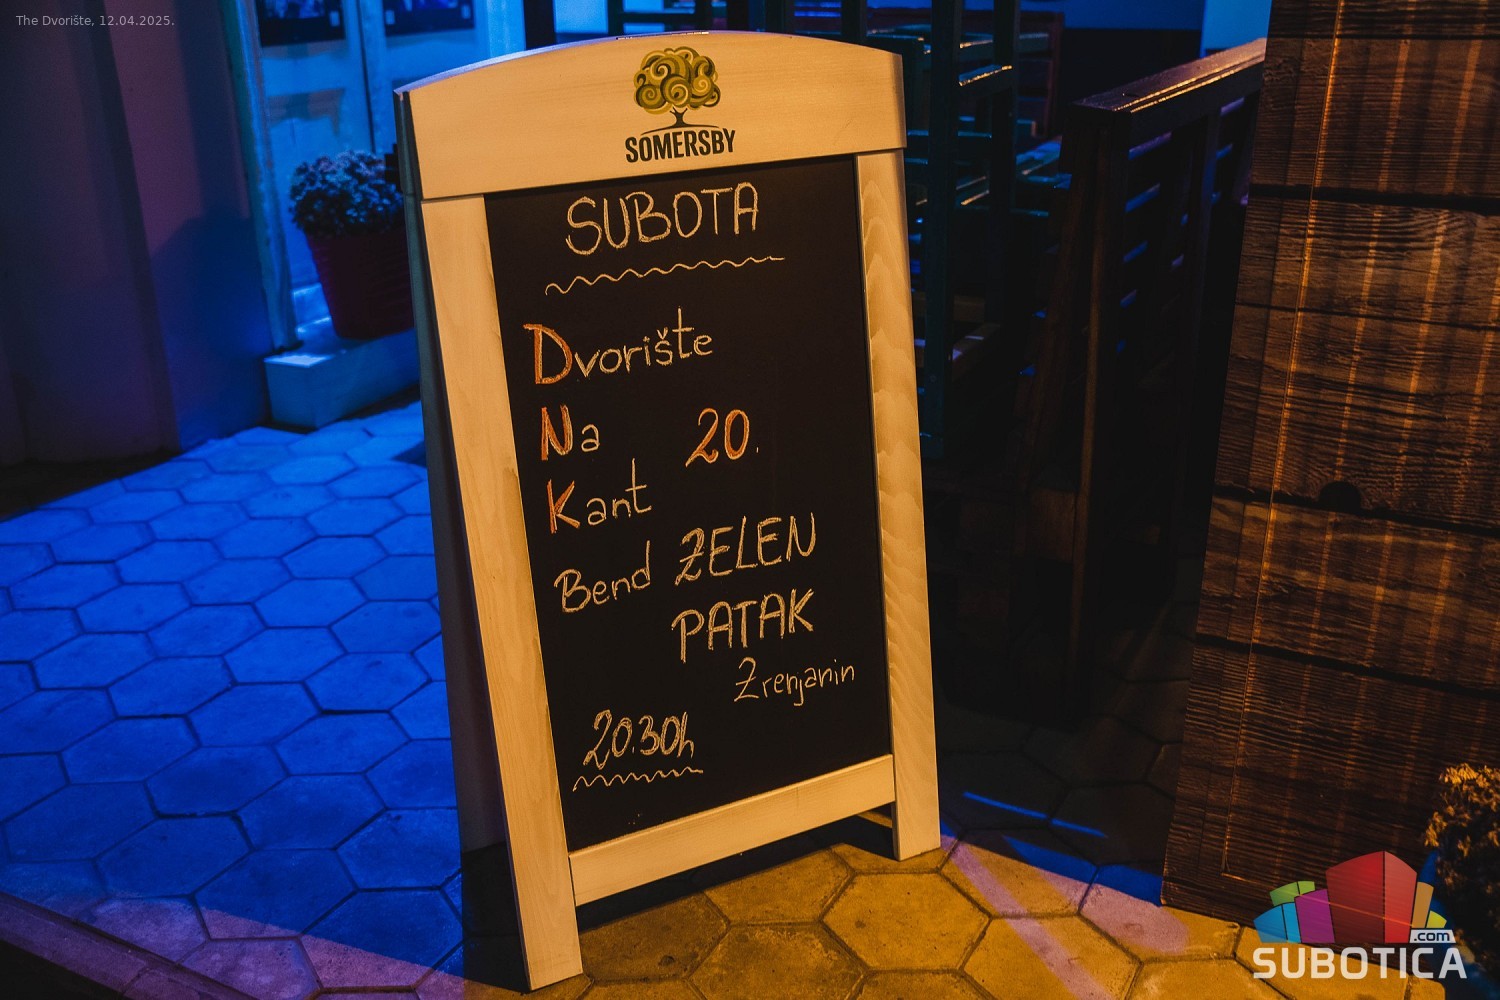 The Dvorište, 12.04.2025.
SOMERSBY
SUBOTA
Dvorište
Na 20.
Kant
Bend ZELEN
PATAK
Zrenjanin
20.30h
.com
SUBOTICA